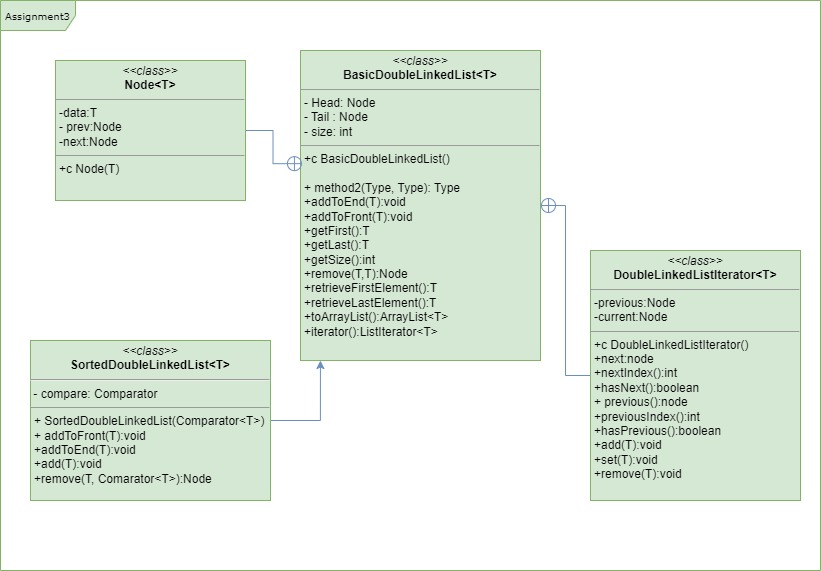 Assignment3
<<class>>
Node<T>
-data:T
- prev:Node
-next:Node
+c Node(T)
<<class>>
BasicDoubleLinkedList<T>
- Head: Node
- Tail : Node
- size: int
+c BasicDoubleLinkedList()
+ method2(Type, Type): Type
+addToEnd(T):void
+addToFront(T):void
+getFirst():T
+getLast():T
+getSize():int
+remove(T,T):Node
+retrieveFirstElement():T
+retrieveLastElement():T
+toArrayList():ArrayList<T>
+iterator():ListIterator<T>
<<class>>
DoubleLinkedListIterator<T>
-previous:Node
-current:Node
+c DoubleLinkedListIterator()
+next:node
+nextIndex():int
+hasNext():boolean
+ previous():node
+previousIndex():int
+hasPrevious():boolean
+add(T):void
+set(T):void
+remove(T):void
<<class>>
SortedDoubleLinkedList<T>
- compare: Comparator
+ SortedDoubleLinkedList(Comparator<T>)
+ addToFront(T):void
+addToEnd(T):void
+add(T):void
+remove(T, Comarator<T>):Node